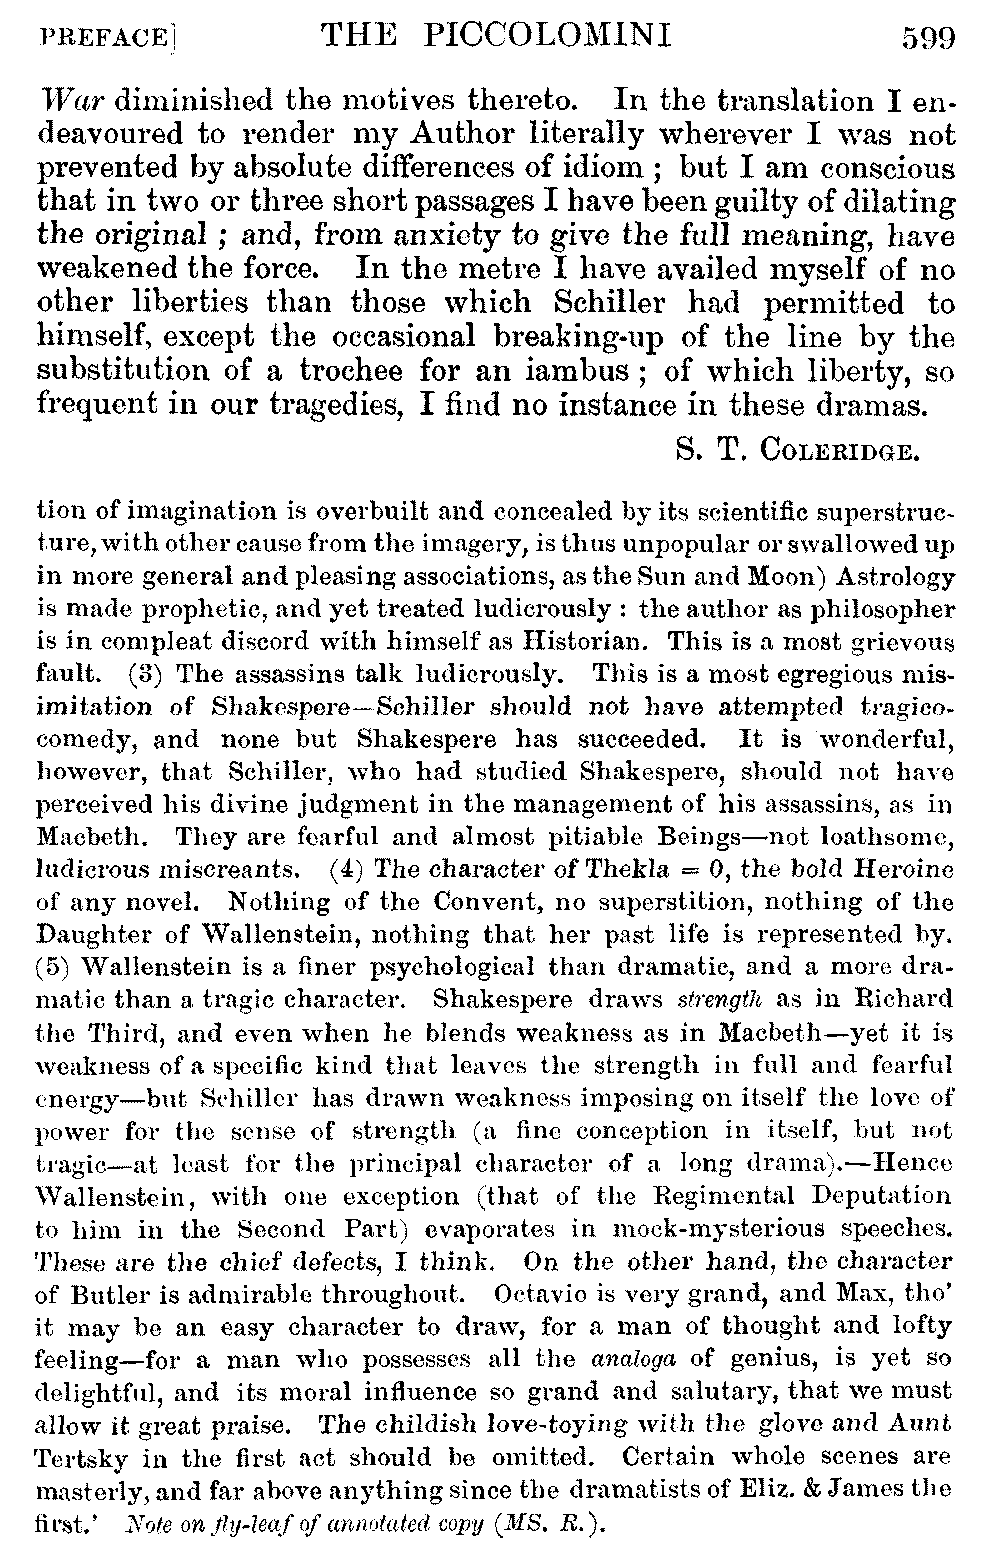 PREFACE] THE PICCOLOMINI 599
War diminished the motives thereto. In the translation I en-
deavoured to render my Author literally wherever I was not
prevented by absolute differences of idiom ; but I am conscious
that in two or three short passages I have been guilty of dilating
the original ; and, from anxiety to give the full meaning, have
weakened the force. In the metre I have availed myself of no
other liberties than those which Schiller had permitted to
himself, except the occasional breaking-up of the line by the
substitution of a trochee for an iambus ; of which liberty, so
frequent in our tragedies, I find no instance in these dramas.
S. T. COLERIDGE.
tion of imagination is overbuilt and concealed by its scientific superstruc-
ture, with other cause from the imagery, is thus unpopular or swallowed up
in more general and pleasing associations, as the Sun and Moon) Astrology
is made prophetic, and yet treated ludicrously : the author as philosopher
is in compleat discord with himself as Historian. This is a most grievous
fault. (3) The assassins talk ludicrously. This is a most egregious mis-
imitation of Shakespere—Schiller should not have attempted tragico-
comedy, and none but Shakespere has succeeded. It is wonderful,
however, that Schiller, who had studied Shakespere, should not have
perceived his divine judgment in the management of his assassins, as in
Macbeth. They are fearful and almost pitiable Beings—not loathsome,
ludicrous miscreants. (4) The character of Thekla = 0, the bold Heroine
of any novel. Nothing of the Convent, no superstition, nothing of the
Daughter of Wallenstein, nothing that her past life is represented by.
(5) Wallenstein is a finer psychological than dramatic, and a more dra-
matic than a tragic character. Shakespere draws strength as in Richard
the Third, and even when he blends weakness as in Macbeth—yet it is
weakness of a specific kind that leaves the strength in full and fearful
energy—but Schiller has drawn weakness imposing on itself the love of
power for the sense of strength (a fine conception in itself, but not
tragic—at least for the principal character of a long drama).—Hence
Wallenstein, with one exception (that of the Regimental Deputation
to him in the Second Part) evaporates in mock-mysterious speeches.
These are the chief defects, I think. On the other hand, the character
of Butler is admirable throughout. Octavio is very grand, and Max, tho'
it may be an easy character to draw, for a man of thought and lofty
feeling—for a man who possesses all the analoga of genius, is yet so
delightful, and its moral influence so grand and salutary, that we must
allow it great praise. The childish love-toying with the glove and Aunt
Tertsky in the first act should be omitted. Certain whole scenes are
masterly, and far above anything since the dramatists of Eliz. & James the
first.' Note on fly-leaf of annotated copy (MS. R.).